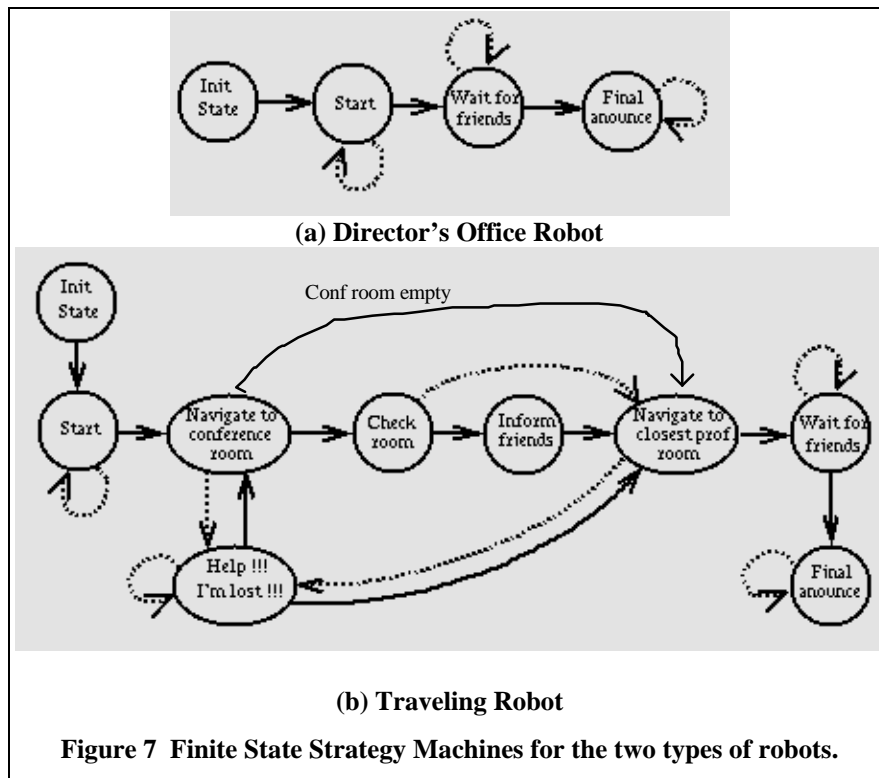 Init
State
Start
Wait for
friends
Final
anounce
(a) Director's Office Robot
Init
State
Conf room empty
Start
Navigate to
conference
room
Check
room
Inform
friends
Navigate to
closest prof
room
Wait for
friends
Help !!!
I'm lost !!!
Final
anounce
(b) Traveling Robot
Figure 7 Finite State Strategy Machines for the two types of robots.